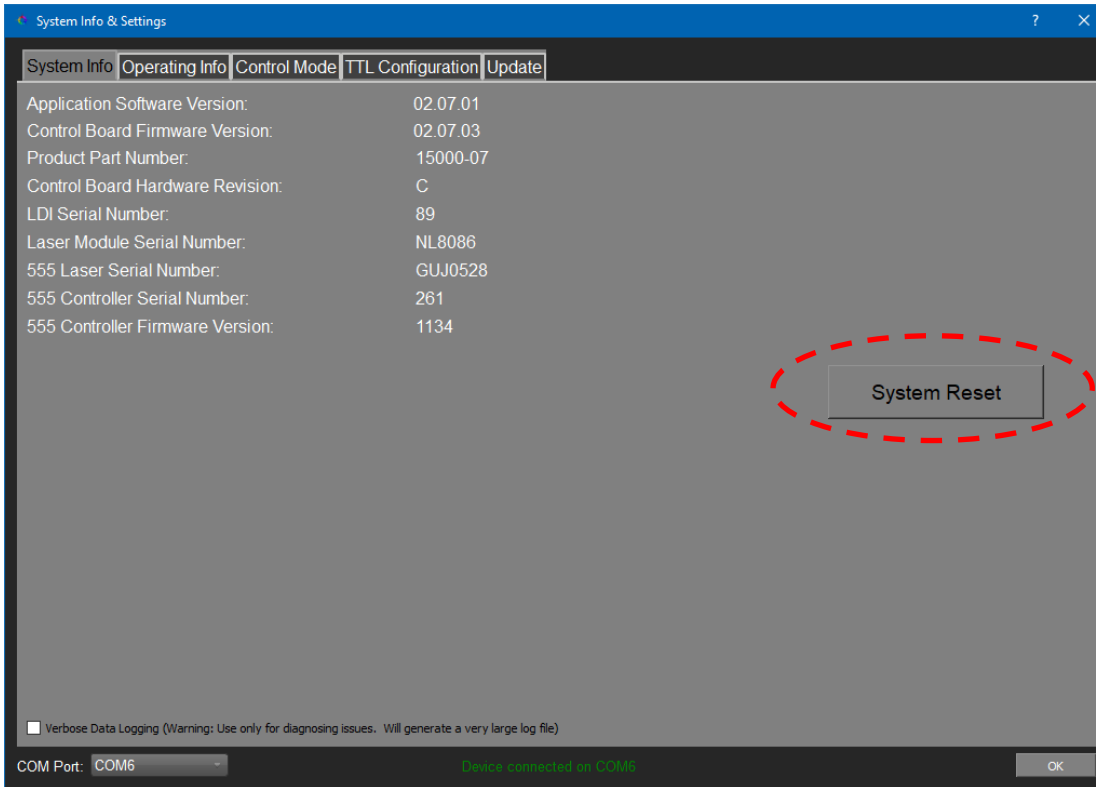 System Info & Settings ? ×
System Info Operating Info Control Mode TTL Configuration Update
Application Software Version: 02.07.01
Control Board Firmware Version: 02.07.03
Product Part Number: 15000-07
Control Board Hardware Revision: C
LDI Serial Number: 89
Laser Module Serial Number: NL8086
555 Laser Serial Number: GUJ0528
555 Controller Serial Number: 261
555 Controller Firmware Version: 1134
System Reset
Verbose Data Logging (Warning: Use only for diagnosing issues. Will generate a very large log file)
COM Port: COM6 Device connected on COM6 OK